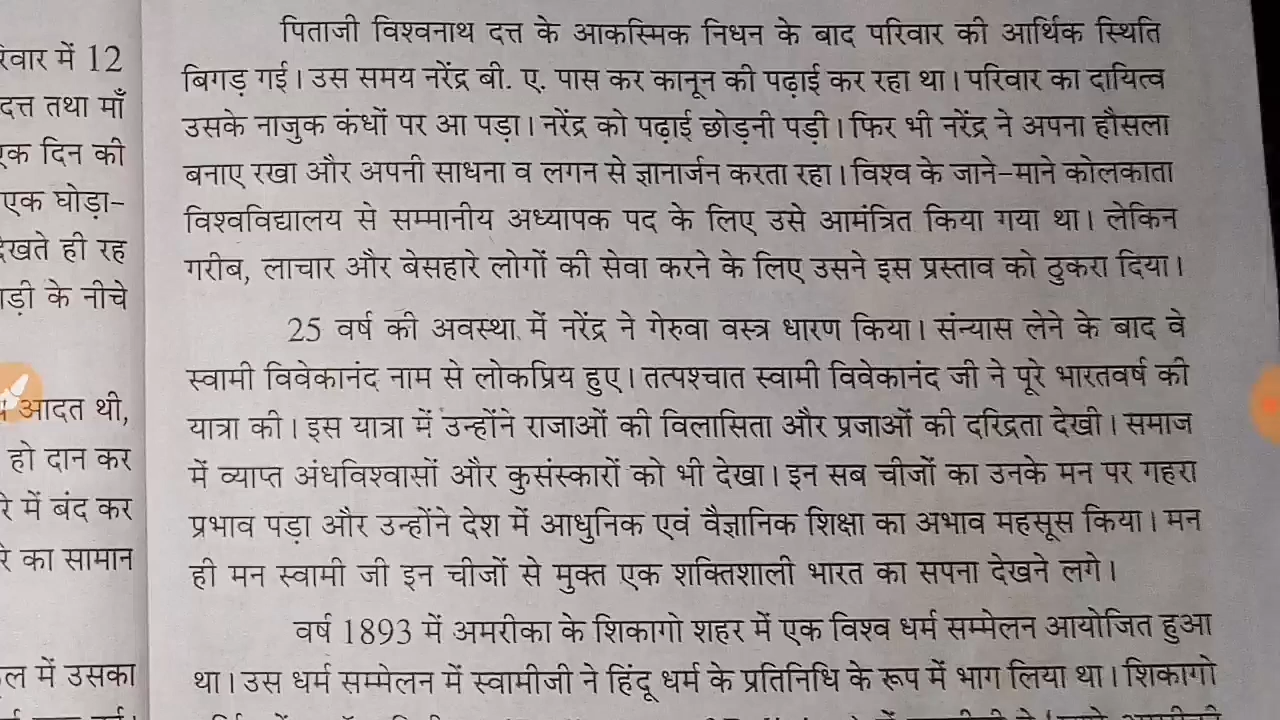 रिवार में 12
दत्त तथा माँ
एक दिन की
एक घोड़ा-
देखते ही रह
के नीचे
आदत थी,
हो दान कर
में बंद कर
का सामान
में उसका
पिताजी विश्वनाथ दत्त के आकस्मिक निधन के बाद परिवार की आर्थिक स्थिति
बिगड़ गई। उस समय नरेंद्र बी. ए. पास कर कानून की पढ़ाई कर रहा था। परिवार का दायित्व
उसके नाजुक कंधों पर आ पड़ा। नरेंद्र को पढ़ाई छोड़नी पड़ी। फिर भी नरेंद्र ने अपना हौसला
बनाए रखा और अपनी साधना व लगन से ज्ञानार्जन करता रहा। विश्व के जाने-माने कोलकाता
विश्वविद्यालय से सम्मानीय अध्यापक पद के लिए उसे आमंत्रित किया गया था। लेकिन
गरीब, लाचार और बेसहारे लोगों की सेवा करने के लिए उसने इस प्रस्ताव को ठुकरा दिया।
25 वर्ष की अवस्था में नरेंद्र ने गेरुवा वस्त्र धारण किया। संन्यास लेने के बाद वे
स्वामी विवेकानंद नाम से लोकप्रिय हुए। तत्पश्चात स्वामी विवेकानंद जी ने पूरे भारतवर्ष की
यात्रा की। इस यात्रा में उन्होंने राजाओं की विलासिता और प्रजाओं की दरिद्रता देखी। समाज
में व्याप्त अंधविश्वासों और कुसंस्कारों को भी देखा। इन सब चीजों का उनके मन पर गहरा
प्रभाव पड़ा और उन्होंने देश में आधुनिक एवं वैज्ञानिक शिक्षा का अभाव महसूस किया। मन
ही मन स्वामी जी इन चीजों से मुक्त एक शक्तिशाली भारत का सपना देखने लगे।
वर्ष 1893 में अमरीका के शिकागो शहर में एक विश्व धर्म सम्मेलन आयोजित हुआ
था। उस धर्म सम्मेलन में स्वामीजी ने हिंदू धर्म के प्रतिनिधि के रूप में भाग लिया था। शिकागो